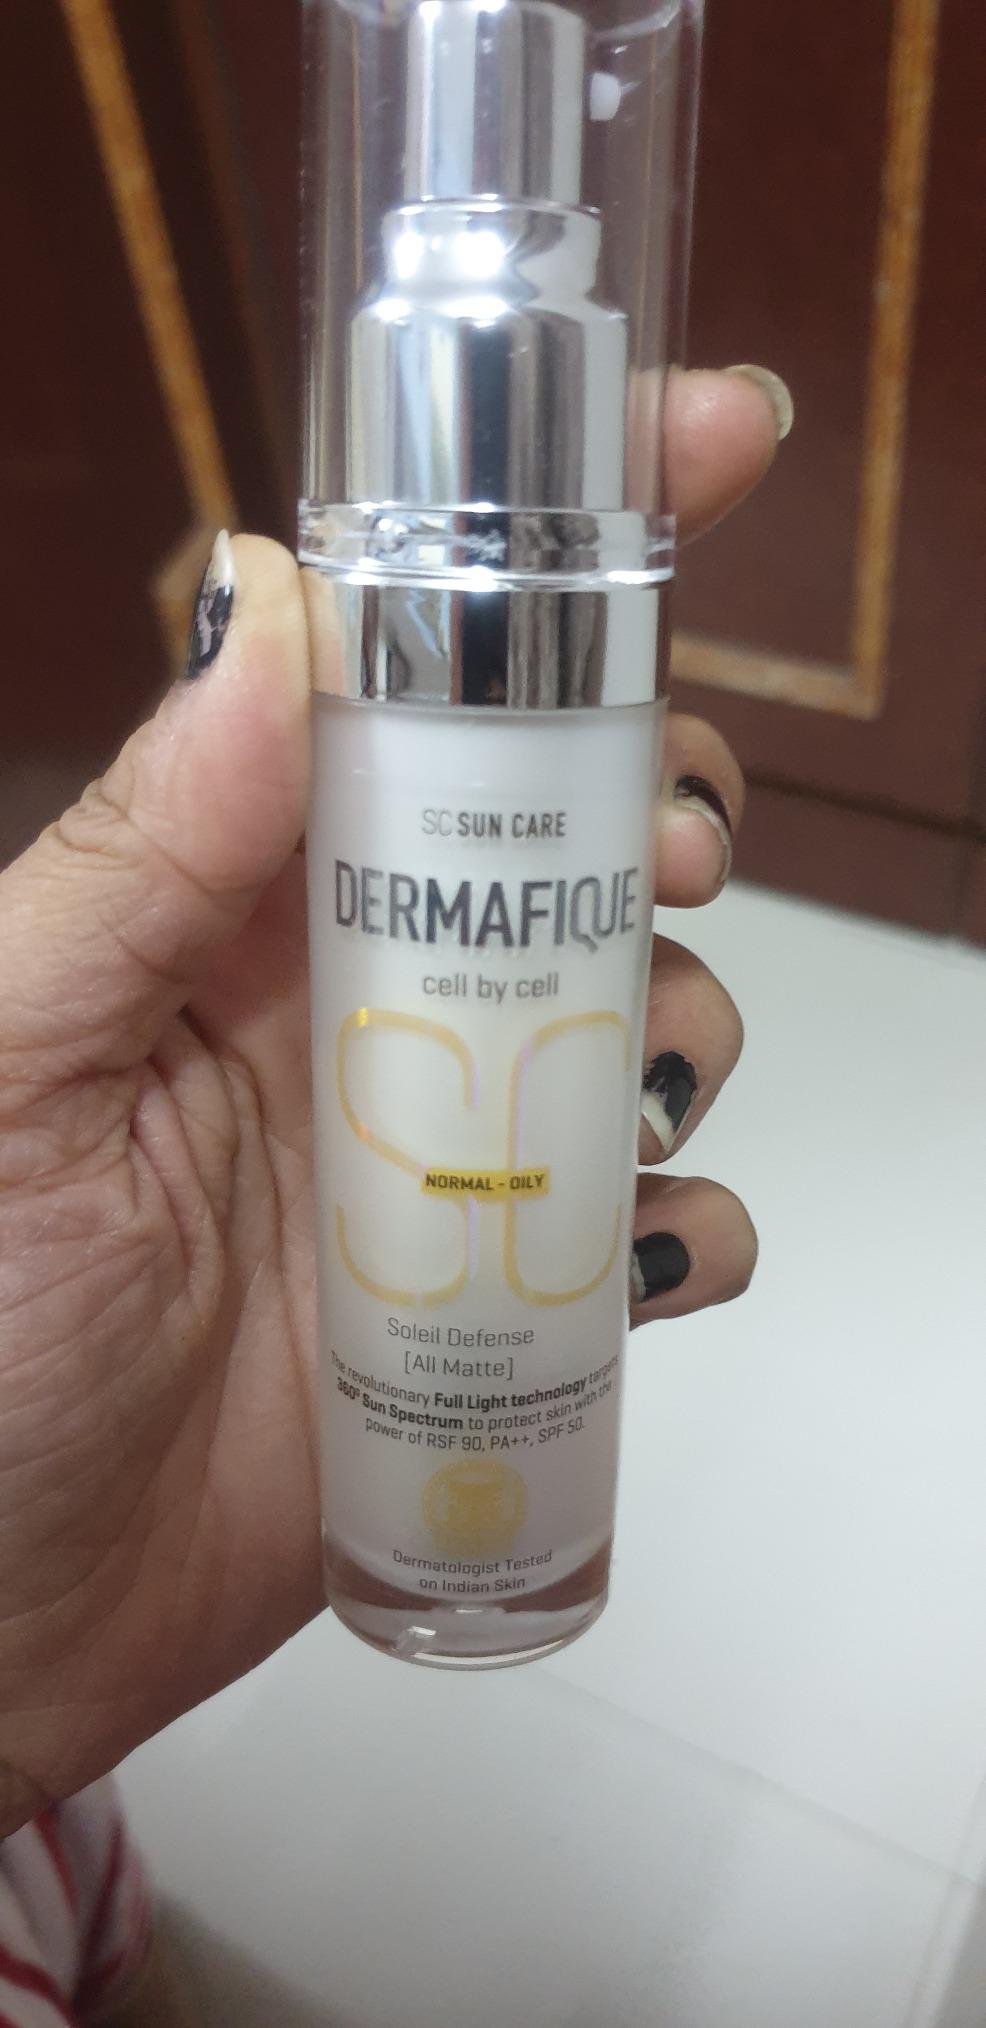 SC SUN CARE
DERMAFIQUE
cell by cell
SC
NORMAL - OILY
Soleil Defense
[All Matte]
The revolutionary Full Light technology targets
360° Sun Spectrum to protect skin with the
power of RSF 90, PA++, SPF 50.
Dermatologist Tested
on Indian Skin